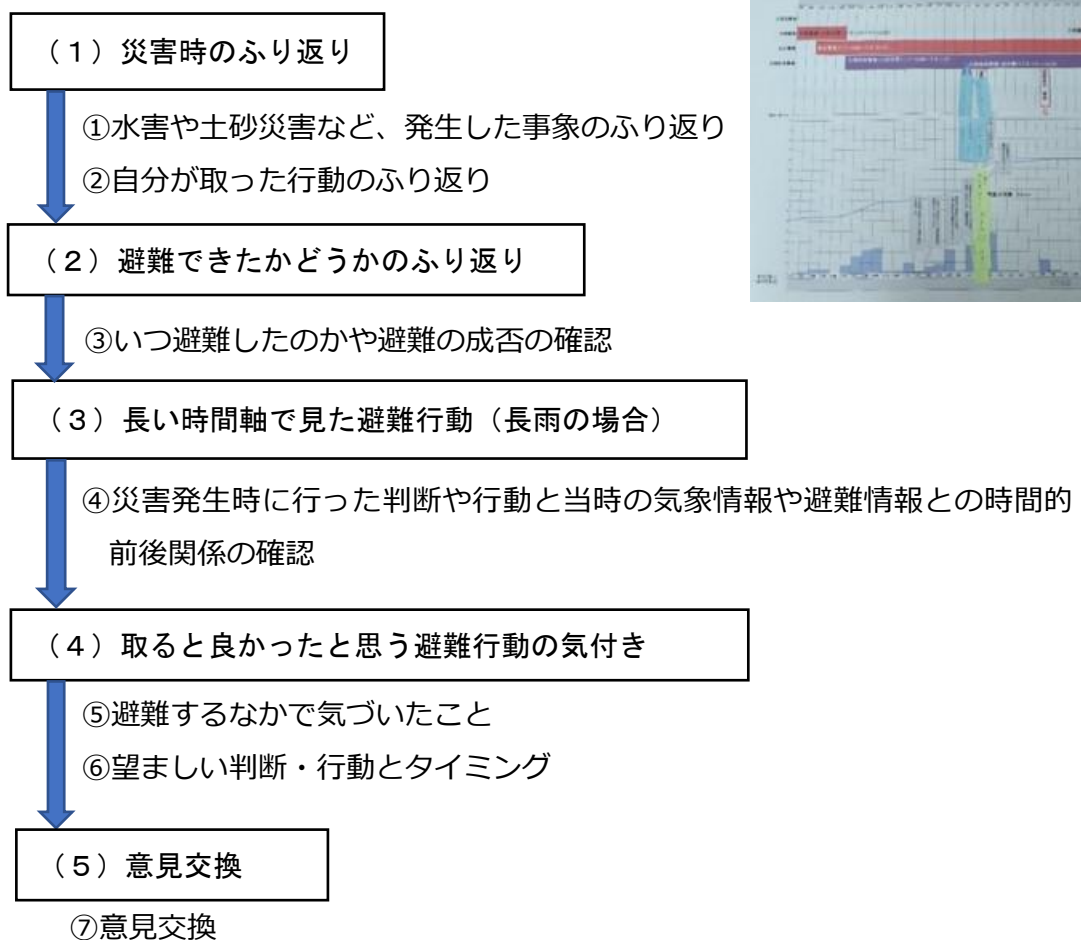 （１）災害時のふり返り
①水害や土砂災害など、発生した事象のふり返り
②自分が取った行動のふり返り
（２）避難できたかどうかのふり返り
③いつ避難したのかや避難の成否の確認
（３）長い時間軸で見た避難行動（長雨の場合）
④災害発生時に行った判断や行動と当時の気象情報や避難情報との時間的
前後関係の確認
（４）取ると良かったと思う避難行動の気付き
⑤避難するなかで気づいたこと
⑥望ましい判断・行動とタイミング
（５）意見交換
⑦意見交換